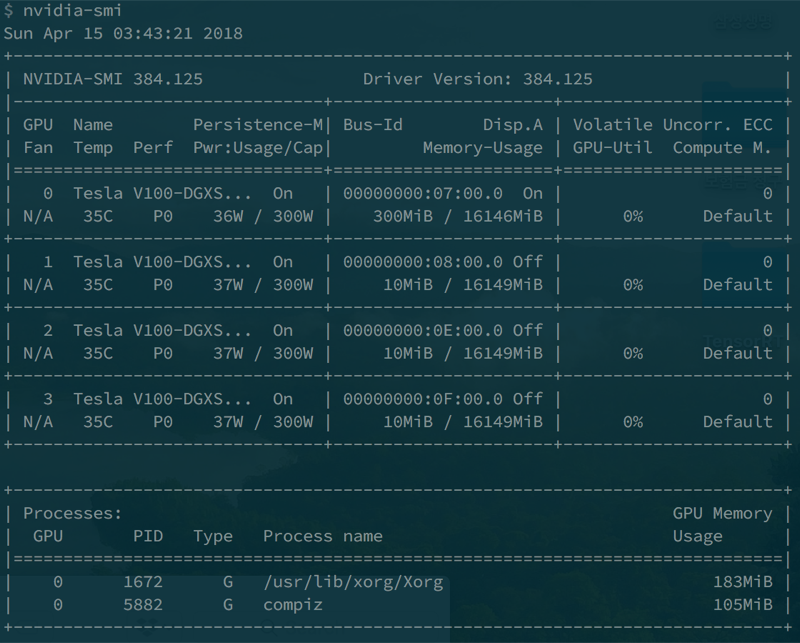 $ nvidia-smi
Sun Apr 15 03:43:21 2018
+-----------------------------------------------------------------------------+
| NVIDIA-SMI 384.125                Driver Version: 384.125                   |
|-------------------------------+----------------------+----------------------+
| GPU  Name        Persistence-M| Bus-Id        Disp.A | Volatile Uncorr. ECC |
| Fan  Temp  Perf  Pwr:Usage/Cap|         Memory-Usage | GPU-Util  Compute M. |
|===============================+======================+======================|
|   0  Tesla V100-DGXS...  On   | 00000000:07:00.0  On |                    0 |
| N/A   35C    P0    36W / 300W |    300MiB / 16146MiB |      0%      Default |
+-------------------------------+----------------------+----------------------+
|   1  Tesla V100-DGXS...  On   | 00000000:08:00.0 Off |                    0 |
| N/A   35C    P0    37W / 300W |     10MiB / 16149MiB |      0%      Default |
+-------------------------------+----------------------+----------------------+
|   2  Tesla V100-DGXS...  On   | 00000000:0E:00.0 Off |                    0 |
| N/A   35C    P0    37W / 300W |     10MiB / 16149MiB |      0%      Default |
+-------------------------------+----------------------+----------------------+
|   3  Tesla V100-DGXS...  On   | 00000000:0F:00.0 Off |                    0 |
| N/A   35C    P0    37W / 300W |     10MiB / 16149MiB |      0%      Default |
+-------------------------------+----------------------+----------------------+

+-----------------------------------------------------------------------------+
| Processes:                                                       GPU Memory |
|  GPU       PID   Type   Process name                             Usage      |
|=============================================================================|
|    0      1672      G   /usr/lib/xorg/Xorg                           183MiB |
|    0      5882      G   compiz                                       105MiB |
+-----------------------------------------------------------------------------+